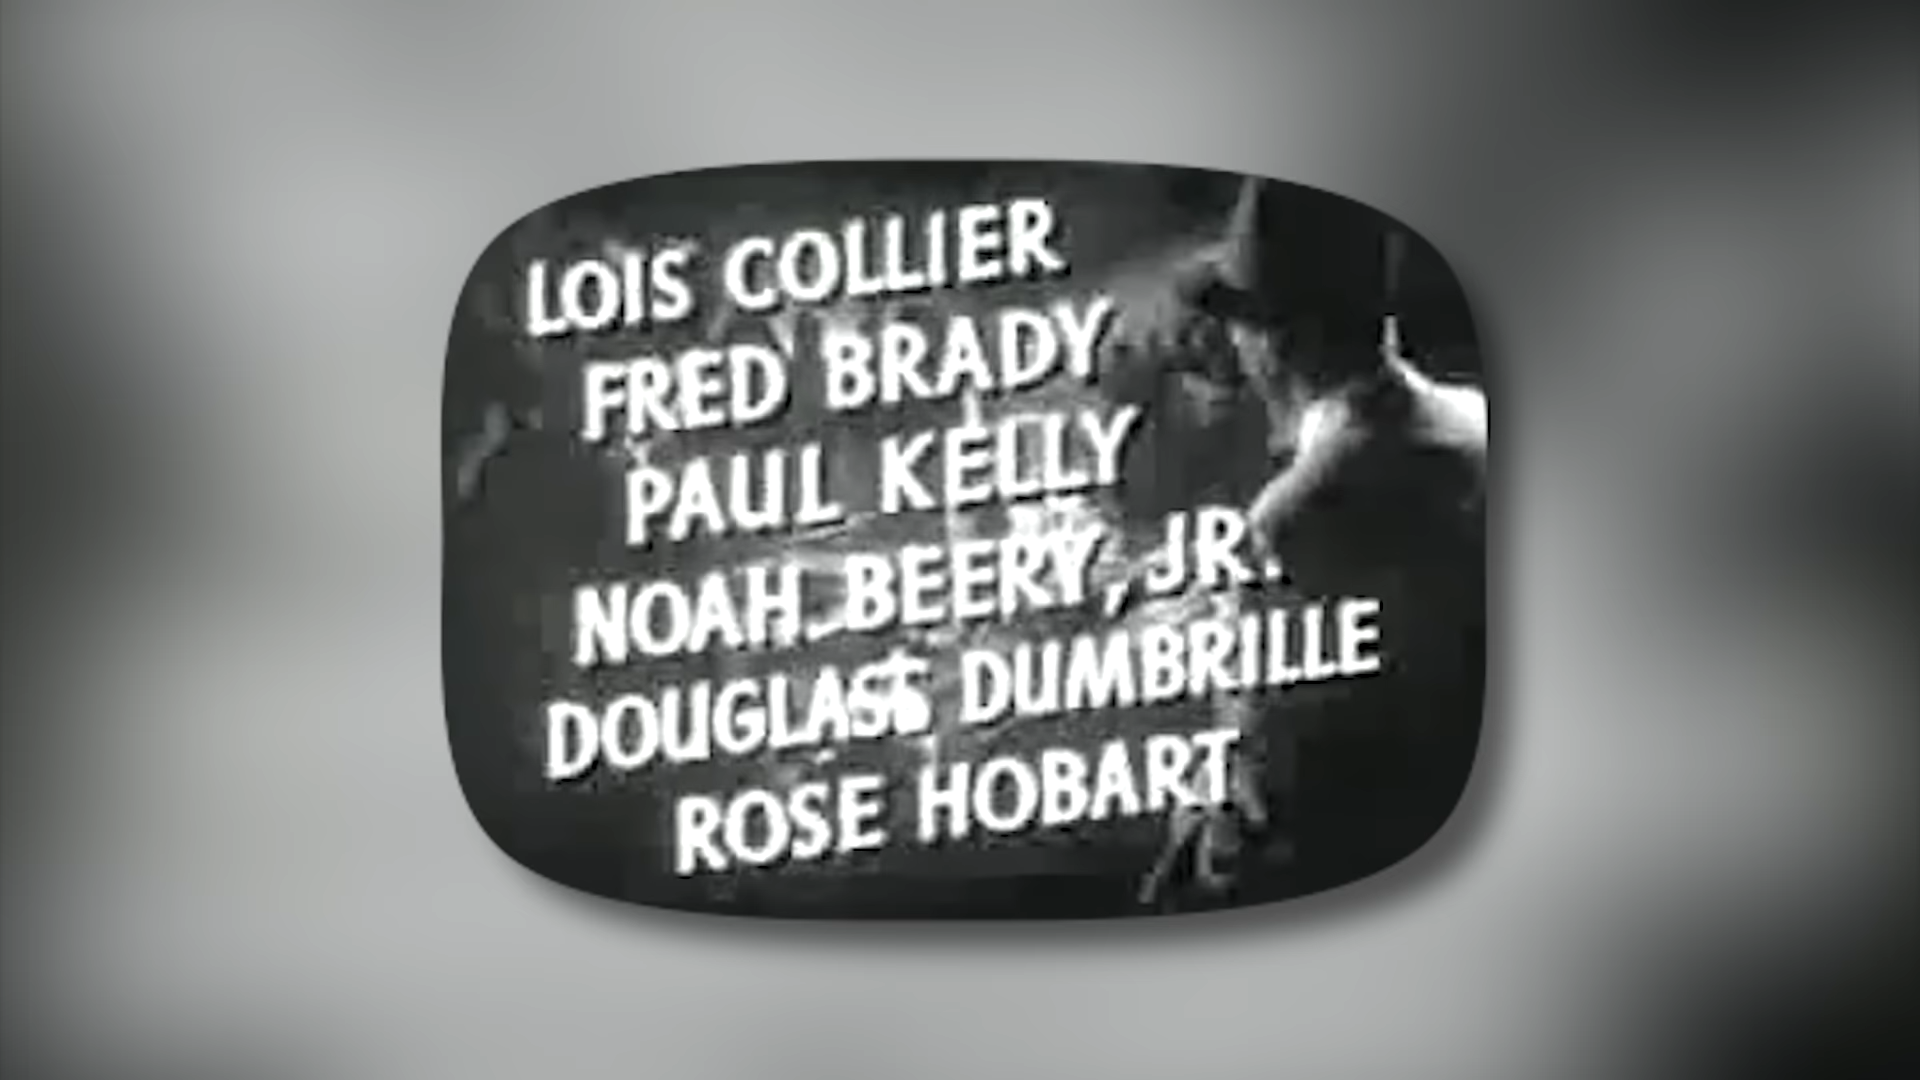 LOIS COLLIER
FRED BRADY
PAUL KELLY
NOAH BEERY, JR.
DOUGLASS DUMBRILLE
ROSE HOBART